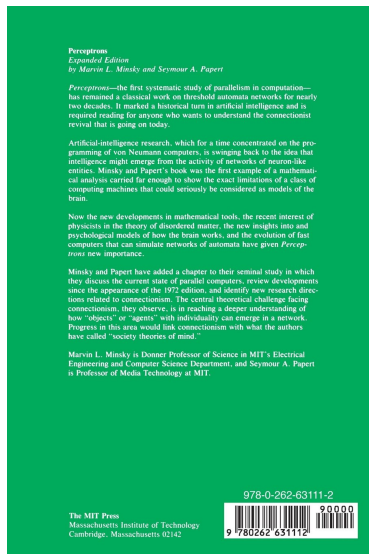 Perceptrons
Expanded Edition
by Marvin L. Minsky and Seymour A. Papert
Perceptrons—the first systematic study of parallelism in computation—
has remained a classical work on threshold automata networks for nearly
two decades. It marked a historical turn in artificial intelligence and is
required reading for anyone who wants to understand the connectionist
revival that is going on today.
Artificial-intelligence research, which for a time concentrated on the pro-
gramming of von Neumann computers, is swinging back to the idea that
intelligence might emerge from the activity of networks of neuron-like
entities. Minsky and Papert's book was the first example of a mathemati-
cal analysis carried far enough to show the exact limitations of a class of
computing machines that could seriously be considered as models of the
brain.
Now the new developments in mathematical tools, the recent interest of
physicists in the theory of disordered matter, the new insights into and
psychological models of how the brain works, and the evolution of fast
computers that can simulate networks of automata have given Percep-
trons new importance.
Minsky and Papert have added a chapter to their seminal study in which
they discuss the current state of parallel computers, review developments
since the appearance of the 1972 edition, and identify new research direc-
tions related to connectionism. The central theoretical challenge facing
connectionism, they observe, is in reaching a deeper understanding of
how "objects" or "agents" with individuality can emerge in a network.
Progress in this area would link connectionism with what the authors
have called "society theories of mind."
Marvin L. Minsky is Donner Professor of Science in MIT's Electrical
Engineering and Computer Science Department, and Seymour A. Papert
is Professor of Media Technology at MIT.
978-0-262-63111-2
90000
9 780262 631112
The MIT Press
Massachusetts Institute of Technology
Cambridge, Massachusetts 02142